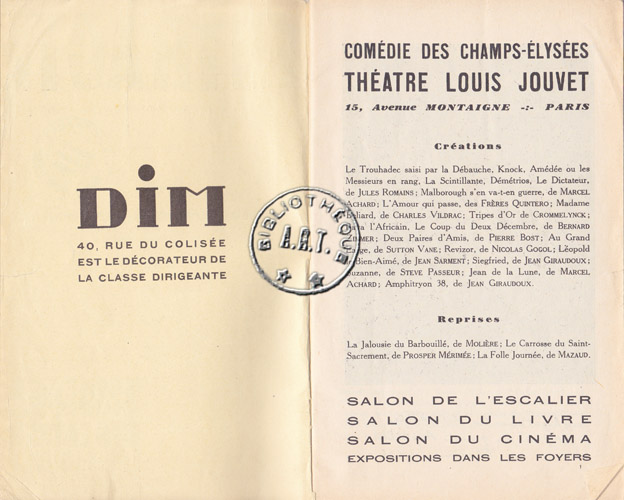 DIM
40, RUE DU COLISÉE
EST LE DÉCORATEUR DE
LA CLASSE DIRIGEANTE
BIBLIOTHÈQUE
A.R.T.
COMÉDIE DES CHAMPS-ÉLYSÉES
THÉATRE LOUIS JOUVET
15, Avenue MONTAIGNE -:- PARIS
Créations
Le Trouhadec saisi par la Débauche, Knock, Amédée ou les
Messieurs en rang, La Scintillante, Démétrios, Le Dictateur,
de JULES ROMAINS; Malborough s'en va-t-en guerre, de MARCEL
ACHARD; L'Amour qui passe, des FRÈRES QUINTERO; Madame
Béliard, de CHARLES VILDRAC; Tripes d'Or de CROMMELYNCK;
l'Africain, Le Coup du Deux Décembre, de BERNARD
ZIMMER; Deux Paires d'Amis, de PIERRE BOST; Au Grand
Large, de SUTTON VANE; Revizor, de NICOLAS GOGOL; Léopold
Bien-Aimé, de JEAN SARMENT; Siegfried, de JEAN GIRAUDOUX;
Suzanne, de STEVE PASSEUR; Jean de la Lune, de MARCEL
ACHARD; Amphitryon 38, de JEAN GIRAUDOUX.
Reprises
La Jalousie du Barbouillé, de MOLIÈRE; Le Carrosse du Saint-
Sacrement, de PROSPER MÉRIMÉE; La Folle Journée, de MAZAUD.
SALON DE L'ESCALIER
SALON DU LIVRE
SALON DU CINÉMA
EXPOSITIONS DANS LES FOYERS